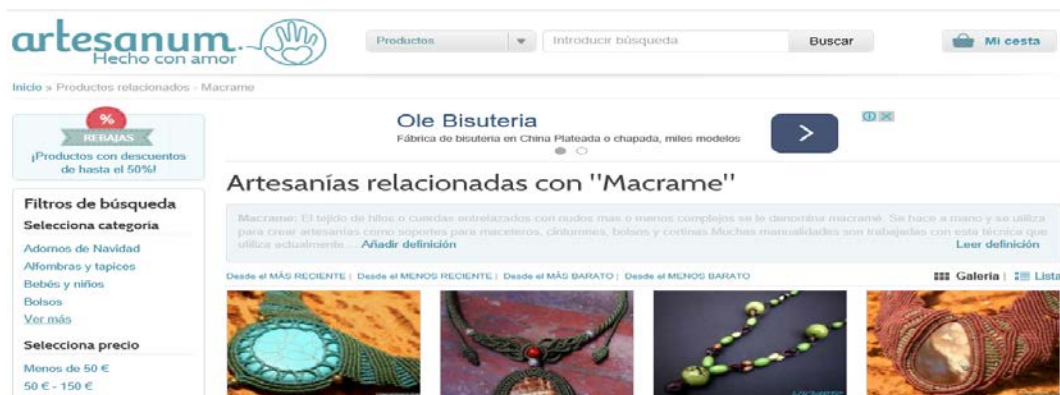 artesanum.
Hecho con amor
Productos
Introducir búsqueda
Buscar
Mi cesta
Inicio » Productos relacionados - Macrame
%
REBAJAS
¡Productos con descuentos
de hasta el 50%!
Filtros de búsqueda
Selecciona categoría
Adornos de Navidad
Alfombras y tapices
Bebés y niños
Bolsos
Ver más
Selecciona precio
Menos de 50 €
50 € - 150 €
Ole Bisuteria
Fábrica de bisuteria en China Plateada o chapada, miles modelos
Artesanías relacionadas con "Macrame"
Macrame: El tejido de hilos o cuerdas entrelazados con nudos mas o menos complejos se le denomina macramé. Se hace a mano y se utiliza
para crear artesanías como soportes para maceteros, cinturones, bolsos y cortinas Muchas manualidades son trabajadas con esta técnica que
utiliza actualmente... Añadir definición
Leer definición
Desde el MÁS RECIENTE | Desde el MENOS RECIENTE | Desde el MÁS BARATO | Desde el MENOS BARATO
Galeria | Lista